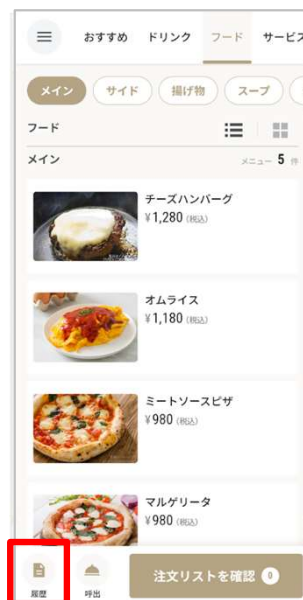 おすすめ ドリンク フード サービス
メイン サイド 揚げ物 スープ
フード
メイン メニュー 5 件
チーズハンバーグ
¥1,280 (税込)
オムライス
¥1,180 (税込)
ミートソースピザ
¥980 (税込)
マルゲリータ
¥980 (税込)
履歴 呼出 注文リストを確認 0